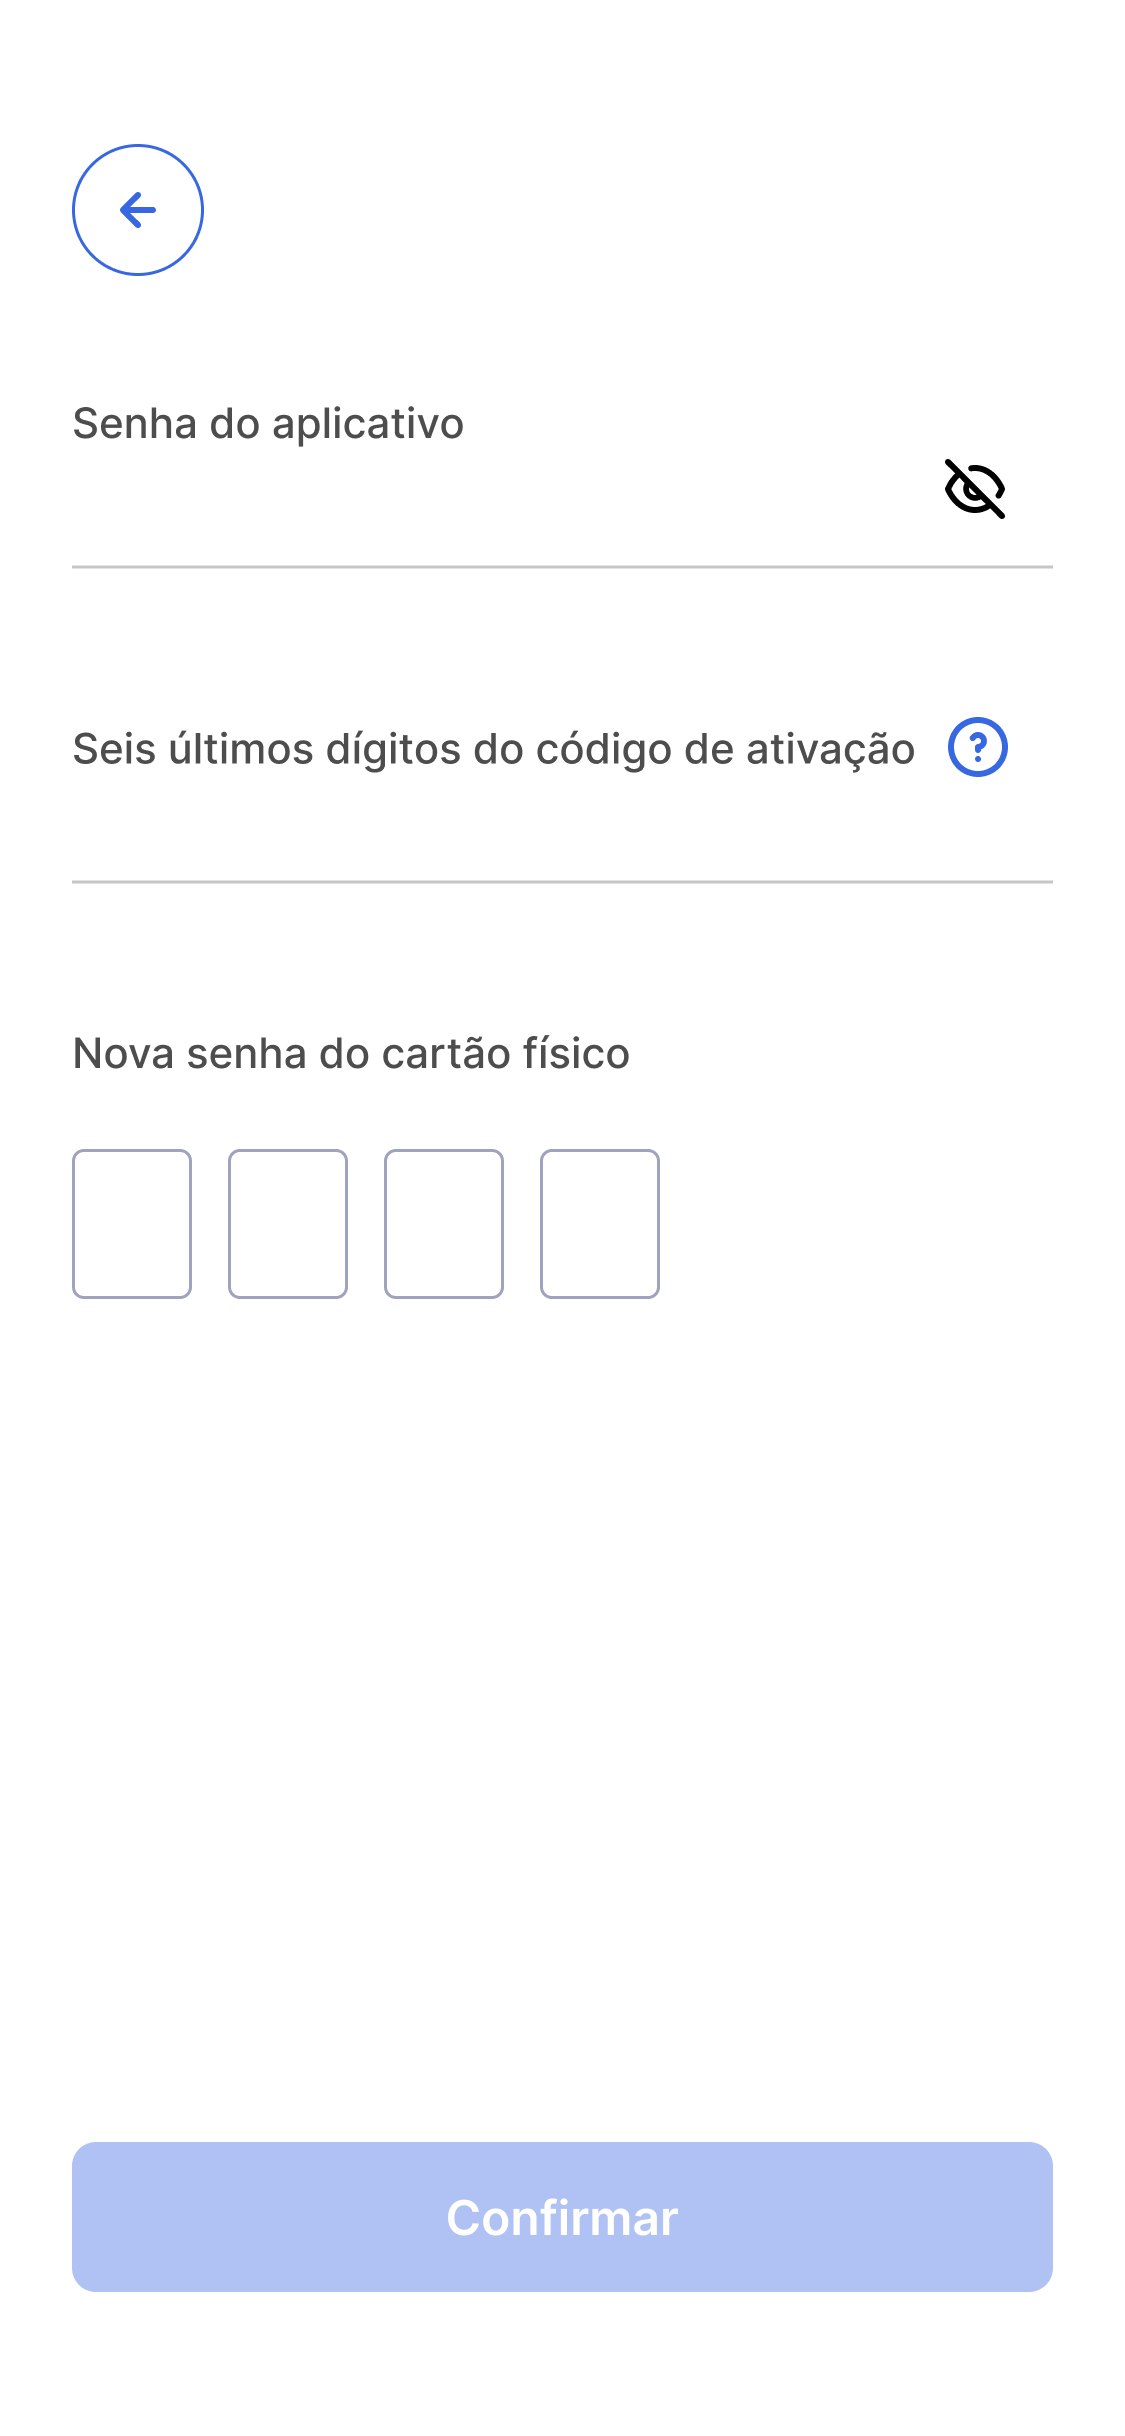 Senha do aplicativo
Seis últimos dígitos do código de ativação
Nova senha do cartão físico
Confirmar